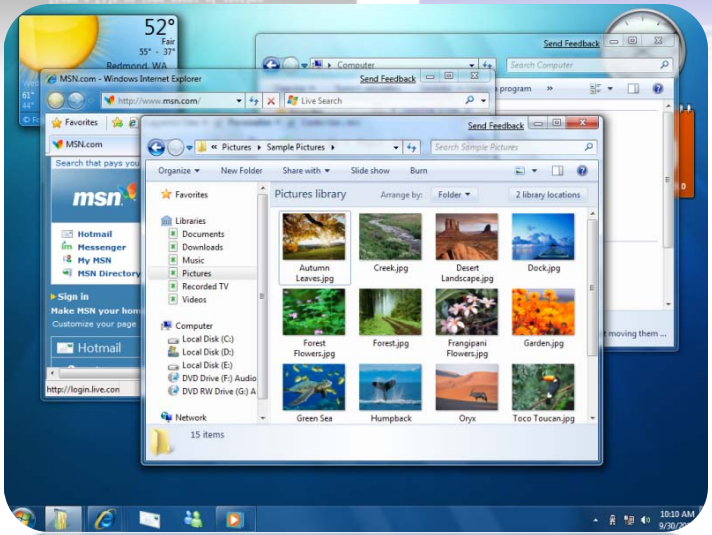 52°
Fair
55° - 37°
Redmond, WA
61°
44°
Send Feedback
Computer
Search Computer
program »
MSN.com - Windows Internet Explorer
Send Feedback
http://www.msn.com/
Live Search
Favorites
MSN.com
Search that pays you
msn
Hotmail
Messenger
My MSN
MSN Directory
Sign in
Make MSN your hom
Customize your page
Hotmail
http://login.live.con
Send Feedback
« Pictures Sample Pictures
Search Sample Pictures
Organize New Folder Share with Slide show Burn
Favorites
Libraries
Documents
Downloads
Music
Pictures
Recorded TV
Videos
Computer
Local Disk (C:)
Local Disk (D:)
Local Disk (E:)
DVD Drive (F:) Audio
DVD RW Drive (G:) A
Network
Pictures library
Arrange by: Folder
2 library locations
Autumn Leaves.jpg
Creek.jpg
Desert Landscape.jpg
Dock.jpg
Forest Flowers.jpg
Forest.jpg
Frangipani Flowers.jpg
Garden.jpg
Green Sea
Humpback
Oryx
Toco Toucan.jpg
15 items
t moving them ...
10:10 AM
9/30/20